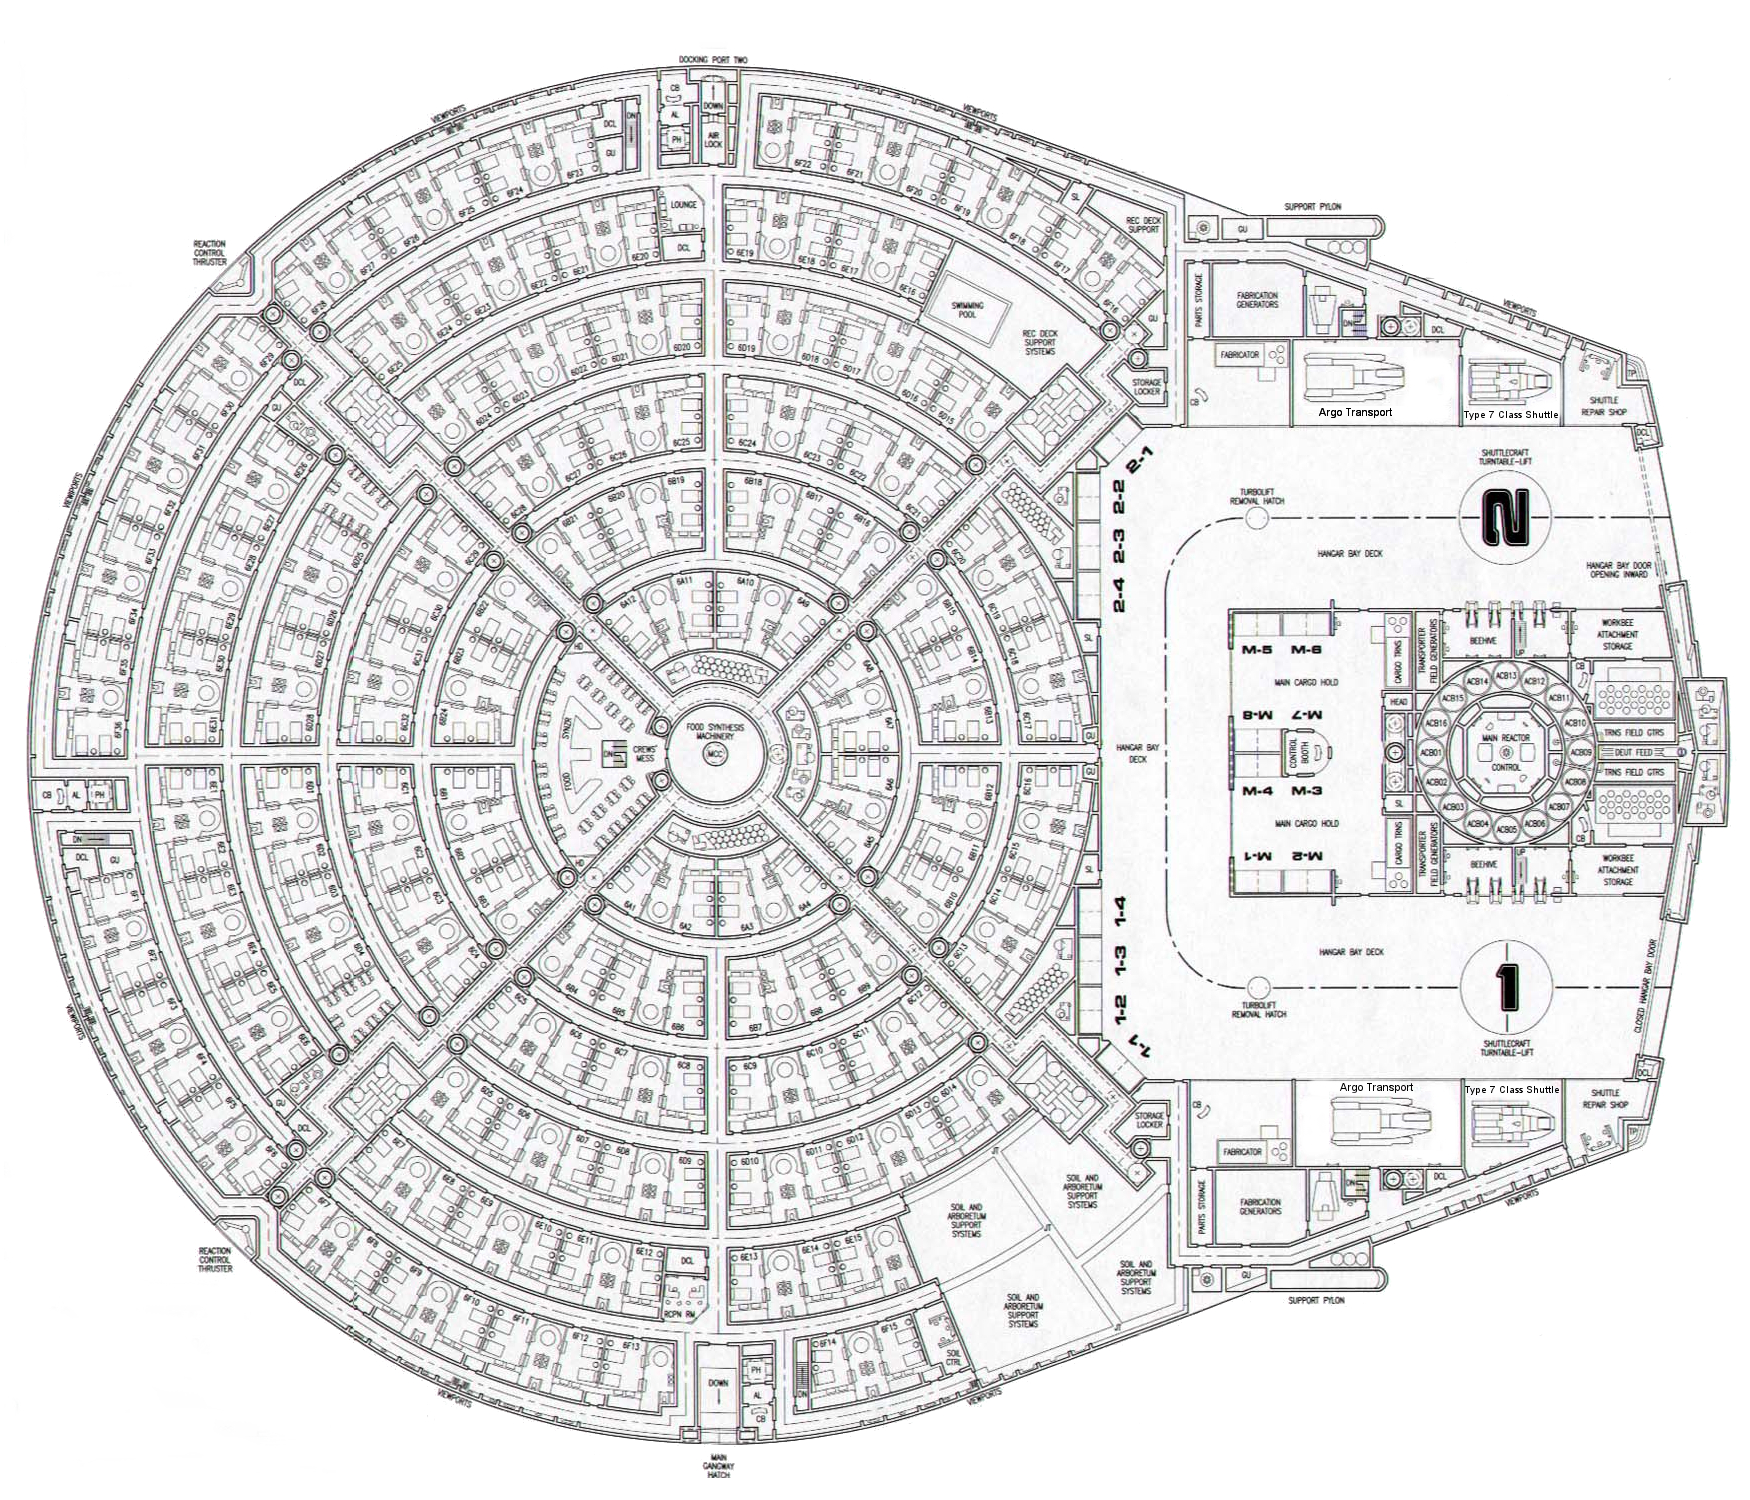 DOCKING PORT TWO
VIEWPORTS
VIEWPORTS
CB
DOWN
AL
AIR
LOCK
PH
DCL
DN
GU
6F22
6F21
6F20
6F19
6F18
6F17
6F16
6F23
6F24
6F25
6F26
6F27
6F28
LOUNGE
DCL
SL
REC DECK
SUPPORT
GU
SUPPORT PYLON
REACTION
CONTROL
THRUSTER
6E19
6E18
6E17
6E16
6E20
6E21
6E22
6E23
6E24
6E25
SWIMMING
POOL
REC DECK
SUPPORT
SYSTEMS
GU
PARTS STORAGE
FABRICATION
GENERATORS
DN
DCL
VIEWPORTS
FABRICATOR
CB
Argo Transport
Type 7 Class Shuttle
SHUTTLE
REPAIR SHOP
TP
DCL
STORAGE
LOCKER
6D19
6D18
6D17
6D16
6D15
6D20
6D21
6D22
6D23
6D24
6F29
DCL
GU
6F30
6F31
6F32
6F33
6F34
6F35
6F36
VIEWPORTS
6E26
6E27
6E28
6E29
6E30
6E31
6D25
6D26
6D27
6D28
6C25
6C24
6C23
6C22
6C21
6C26
6C27
6C28
6C29
6C30
6C31
6C32
6B19
6B18
6B17
6B16
6B20
6B21
6B22
6B23
6B24
6A11
6A10
6A12
6A9
6A8
6A7
6C20
6C19
6C18
6C17
6B15
6B14
6B13
2-1
2-2
2-3
2-4
SL
GU
TURBOLIFT
REMOVAL HATCH
SHUTTLECRAFT
TURNTABLE-LIFT
2
HANGAR BAY DECK
HANGAR BAY DOOR
OPENING INWARD
M-5
M-6
MAIN CARGO HOLD
M-8
M-7
CARGO TRNS
TRANSPORTER
FIELD GENERATORS
BEEHIVE
UP
WORKBEE
ATTACHMENT
STORAGE
CB
HEAD
ACB15
ACB14
ACB13
ACB12
ACB11
ACB16
ACB10
ACB01
ACB09
ACB02
ACB08
ACB03
ACB07
ACB04
ACB05
ACB06
MAIN REACTOR
CONTROL
TRNS FIELD GTRS
DEUT FEED
TRNS FIELD GTRS
HD
SYNZR
FOOD
DN
CREWS'
MESS
FOOD SYNTHESIS
MACHINERY
MCC
HD
HANGAR BAY
DECK
CONTROL
BOOTH
M-4
M-3
MAIN CARGO HOLD
M-1
M-2
SL
CARGO TRNS
TRANSPORTER
FIELD GENERATORS
BEEHIVE
UP
CB
WORKBEE
ATTACHMENT
STORAGE
CB
AL
PH
DN
DCL
GU
6F1
6F2
6F3
6F4
6F5
6F6
VIEWPORTS
6E1
6E2
6E3
6E4
6E5
6E6
6D1
6D2
6D3
6D4
6C1
6C2
6C3
6C4
6B1
6B2
6B3
6A6
6A5
6A1
6A2
6A3
6A4
6B12
6B11
6B10
6C16
6C15
6C14
6C13
GU
SL
1-4
1-3
1-2
HANGAR BAY DECK
TURBOLIFT
REMOVAL HATCH
1
SHUTTLECRAFT
TURNTABLE-LIFT
CLOSED HANGAR BAY DOOR
6B4
6B5
6B6
6B7
6B8
6B9
6C5
6C6
6C7
6C8
6C9
6C10
6C11
6C12
6D5
6D6
6D7
6D8
6D9
6D10
6D11
6D12
6D13
6D14
GU
DCL
STORAGE
LOCKER
CB
FABRICATOR
Argo Transport
Type 7 Class Shuttle
SHUTTLE
REPAIR SHOP
DCL
TP
PARTS STORAGE
FABRICATION
GENERATORS
DN
DCL
VIEWPORTS
JT
SOIL AND
ARBORETUM
SUPPORT
SYSTEMS
SOIL AND
ARBORETUM
SUPPORT
SYSTEMS
JT
SOIL AND
ARBORETUM
SUPPORT
SYSTEMS
SOIL AND
ARBORETUM
SUPPORT
SYSTEMS
JT
GU
SUPPORT PYLON
REACTION
CONTROL
THRUSTER
6E7
6E8
6E9
6E10
6E11
6E12
DCL
RCPN RM
6E13
6E14
6E15
6F7
6F8
6F9
6F10
6F11
6F12
6F13
6F14
6F15
SOIL
CTRL
DOWN
PH
AL
CB
DN
VIEWPORTS
VIEWPORTS
MAIN
GANGWAY
HATCH